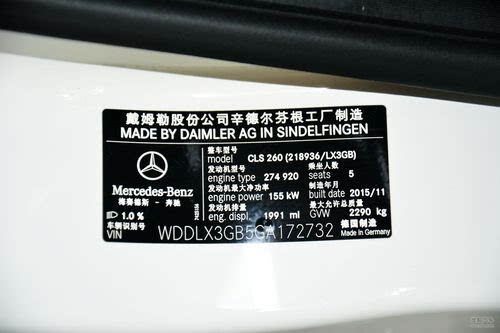 戴姆勒股份公司辛德尔芬根工厂制造
MADE BY DAIMLER AG IN SINDELFINGEN
Mercedes-Benz
梅赛德斯 - 奔驰
1.0 %
车辆识别号
VIN
整车型号
model CLS 260 (218936/LX3GB)
发动机型号 乘坐人数
engine type 274 920 seats 5
发动机最大净功率 制造年月
engine power 155 kW built date 2015/11
发动机排量 最大允许总质量
eng. displ. 1991 ml GVW 2290 kg
德国制造
Made in Germany
WDDLX3GB5GA172732